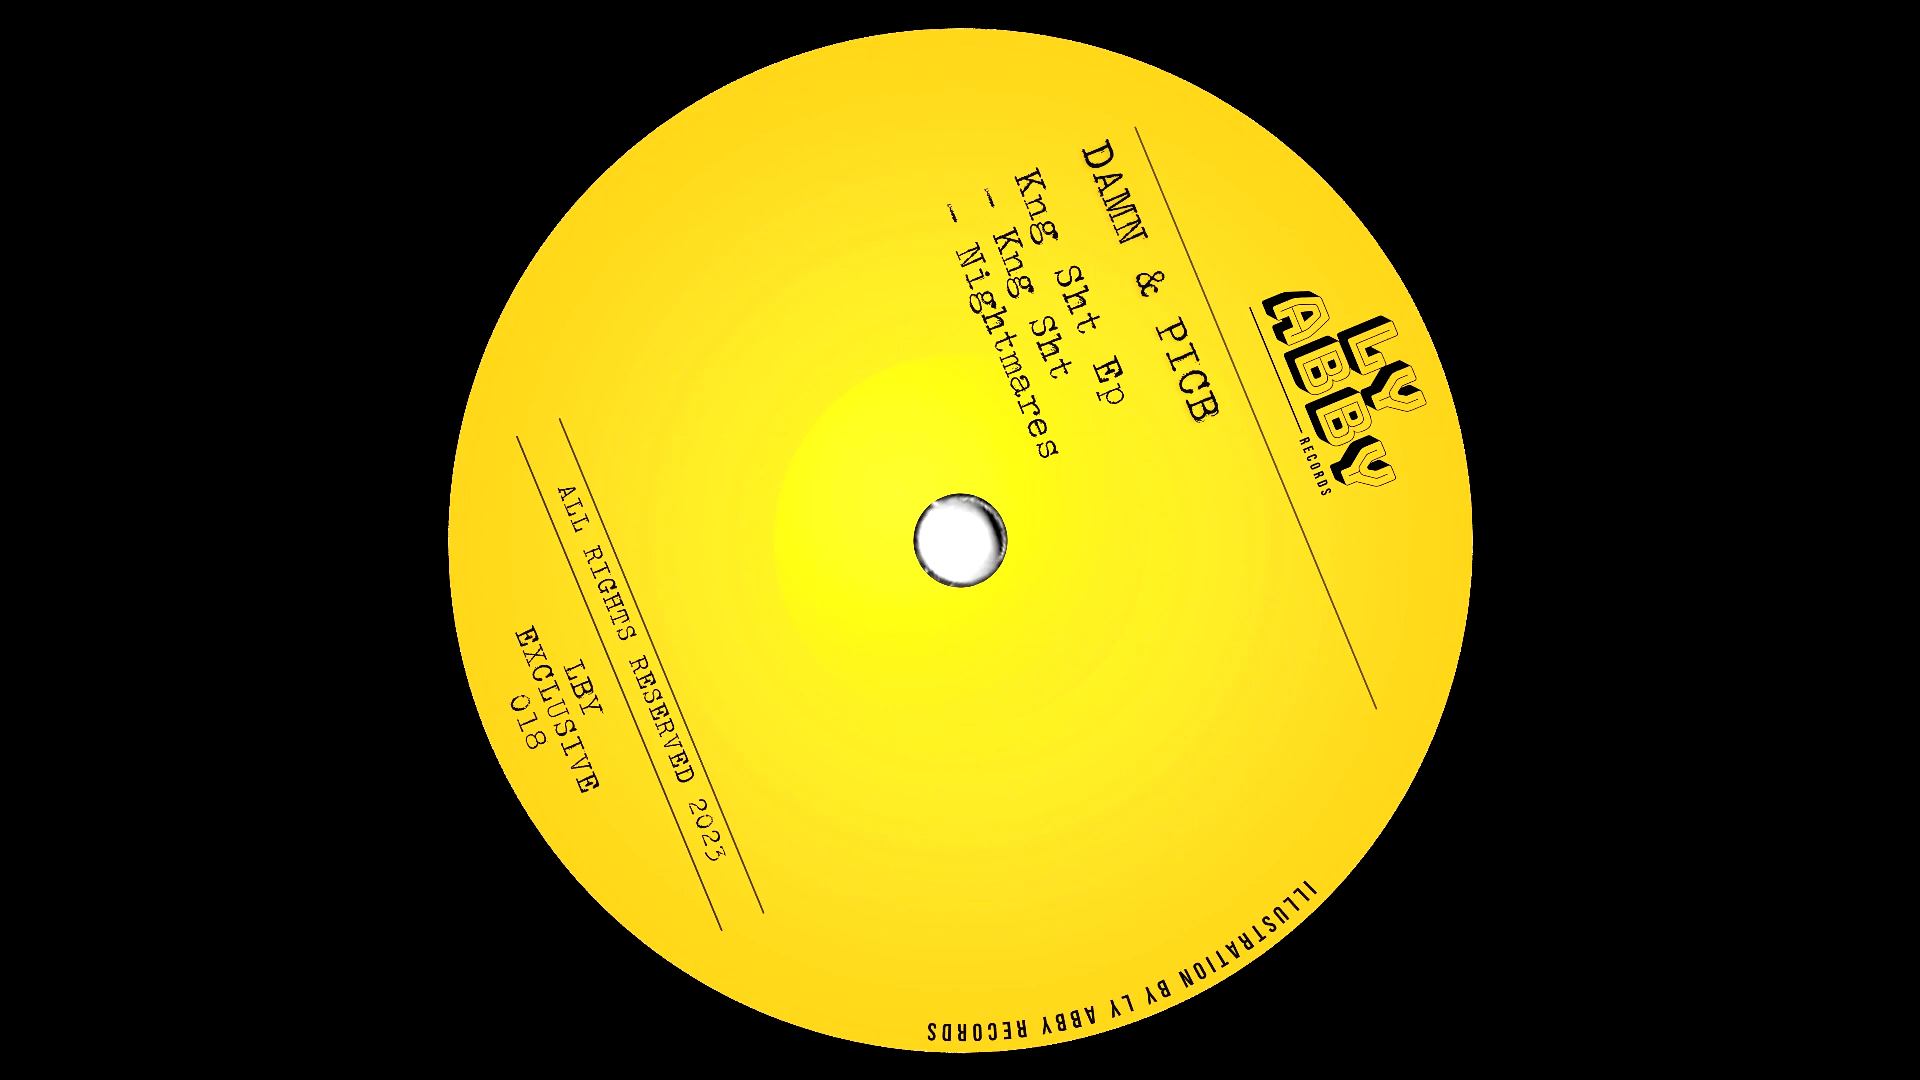 LY
ABBY
RECORDS
DAMN & PICB
Kng Sht Ep
- Kng Sht
- Nightmares
ALL RIGHTS RESERVED 2023
LBY
EXCLUSIVE
018
ILLUSTRATION BY LY ABBY RECORDS